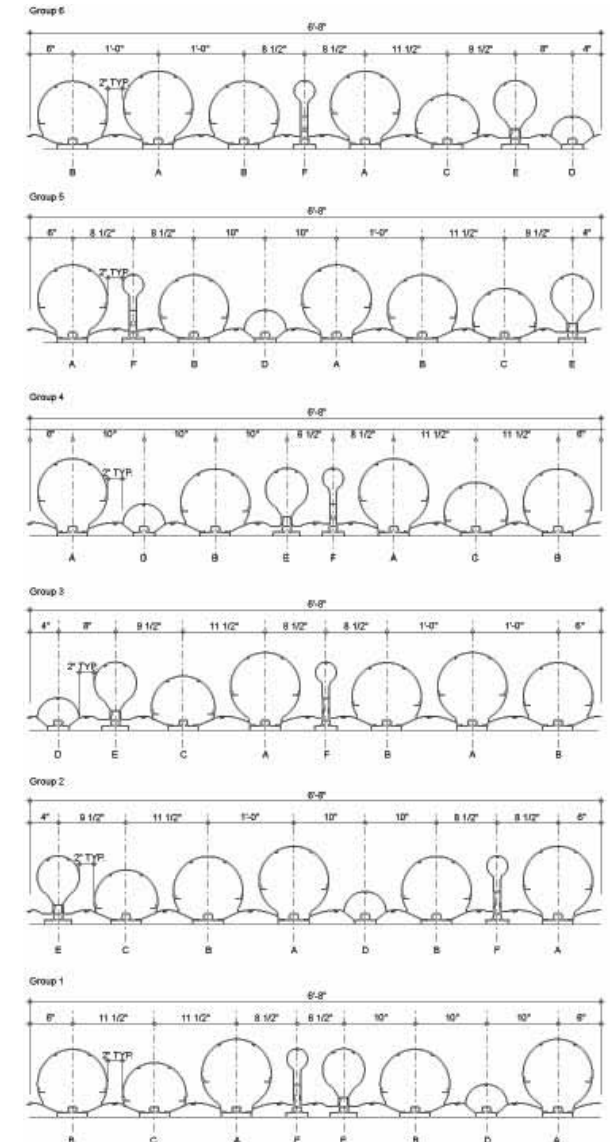 Group 6
6'-8"
6" 1'-0" 1'-0" 8 1/2" 8 1/2" 11 1/2" 9 1/2" 8" 4"
2" TYP.
B A B F A C E D
Group 5
6'-8"
6" 8 1/2" 8 1/2" 10" 10" 1'-0" 11 1/2" 9 1/2" 4"
2" TYP.
A F B D A B C E
Group 4
6'-8"
6" 10" 10" 10" 6 1/2" 8 1/2" 11 1/2" 11 1/2" 6"
2" TYP.
A D B E F A C B
Group 3
6'-8"
4" 8" 9 1/2" 11 1/2" 8 1/2" 8 1/2" 1'-0" 1'-0" 6"
2" TYP.
D E C A F B A B
Group 2
6'-8"
4" 9 1/2" 11 1/2" 1'-0" 10" 10" 8 1/2" 8 1/2" 6"
2" TYP.
E C B A D B F A
Group 1
6'-8"
6" 11 1/2" 11 1/2" 8 1/2" 6 1/2" 10" 10" 10" 6"
2" TYP.
B C A F E B D A